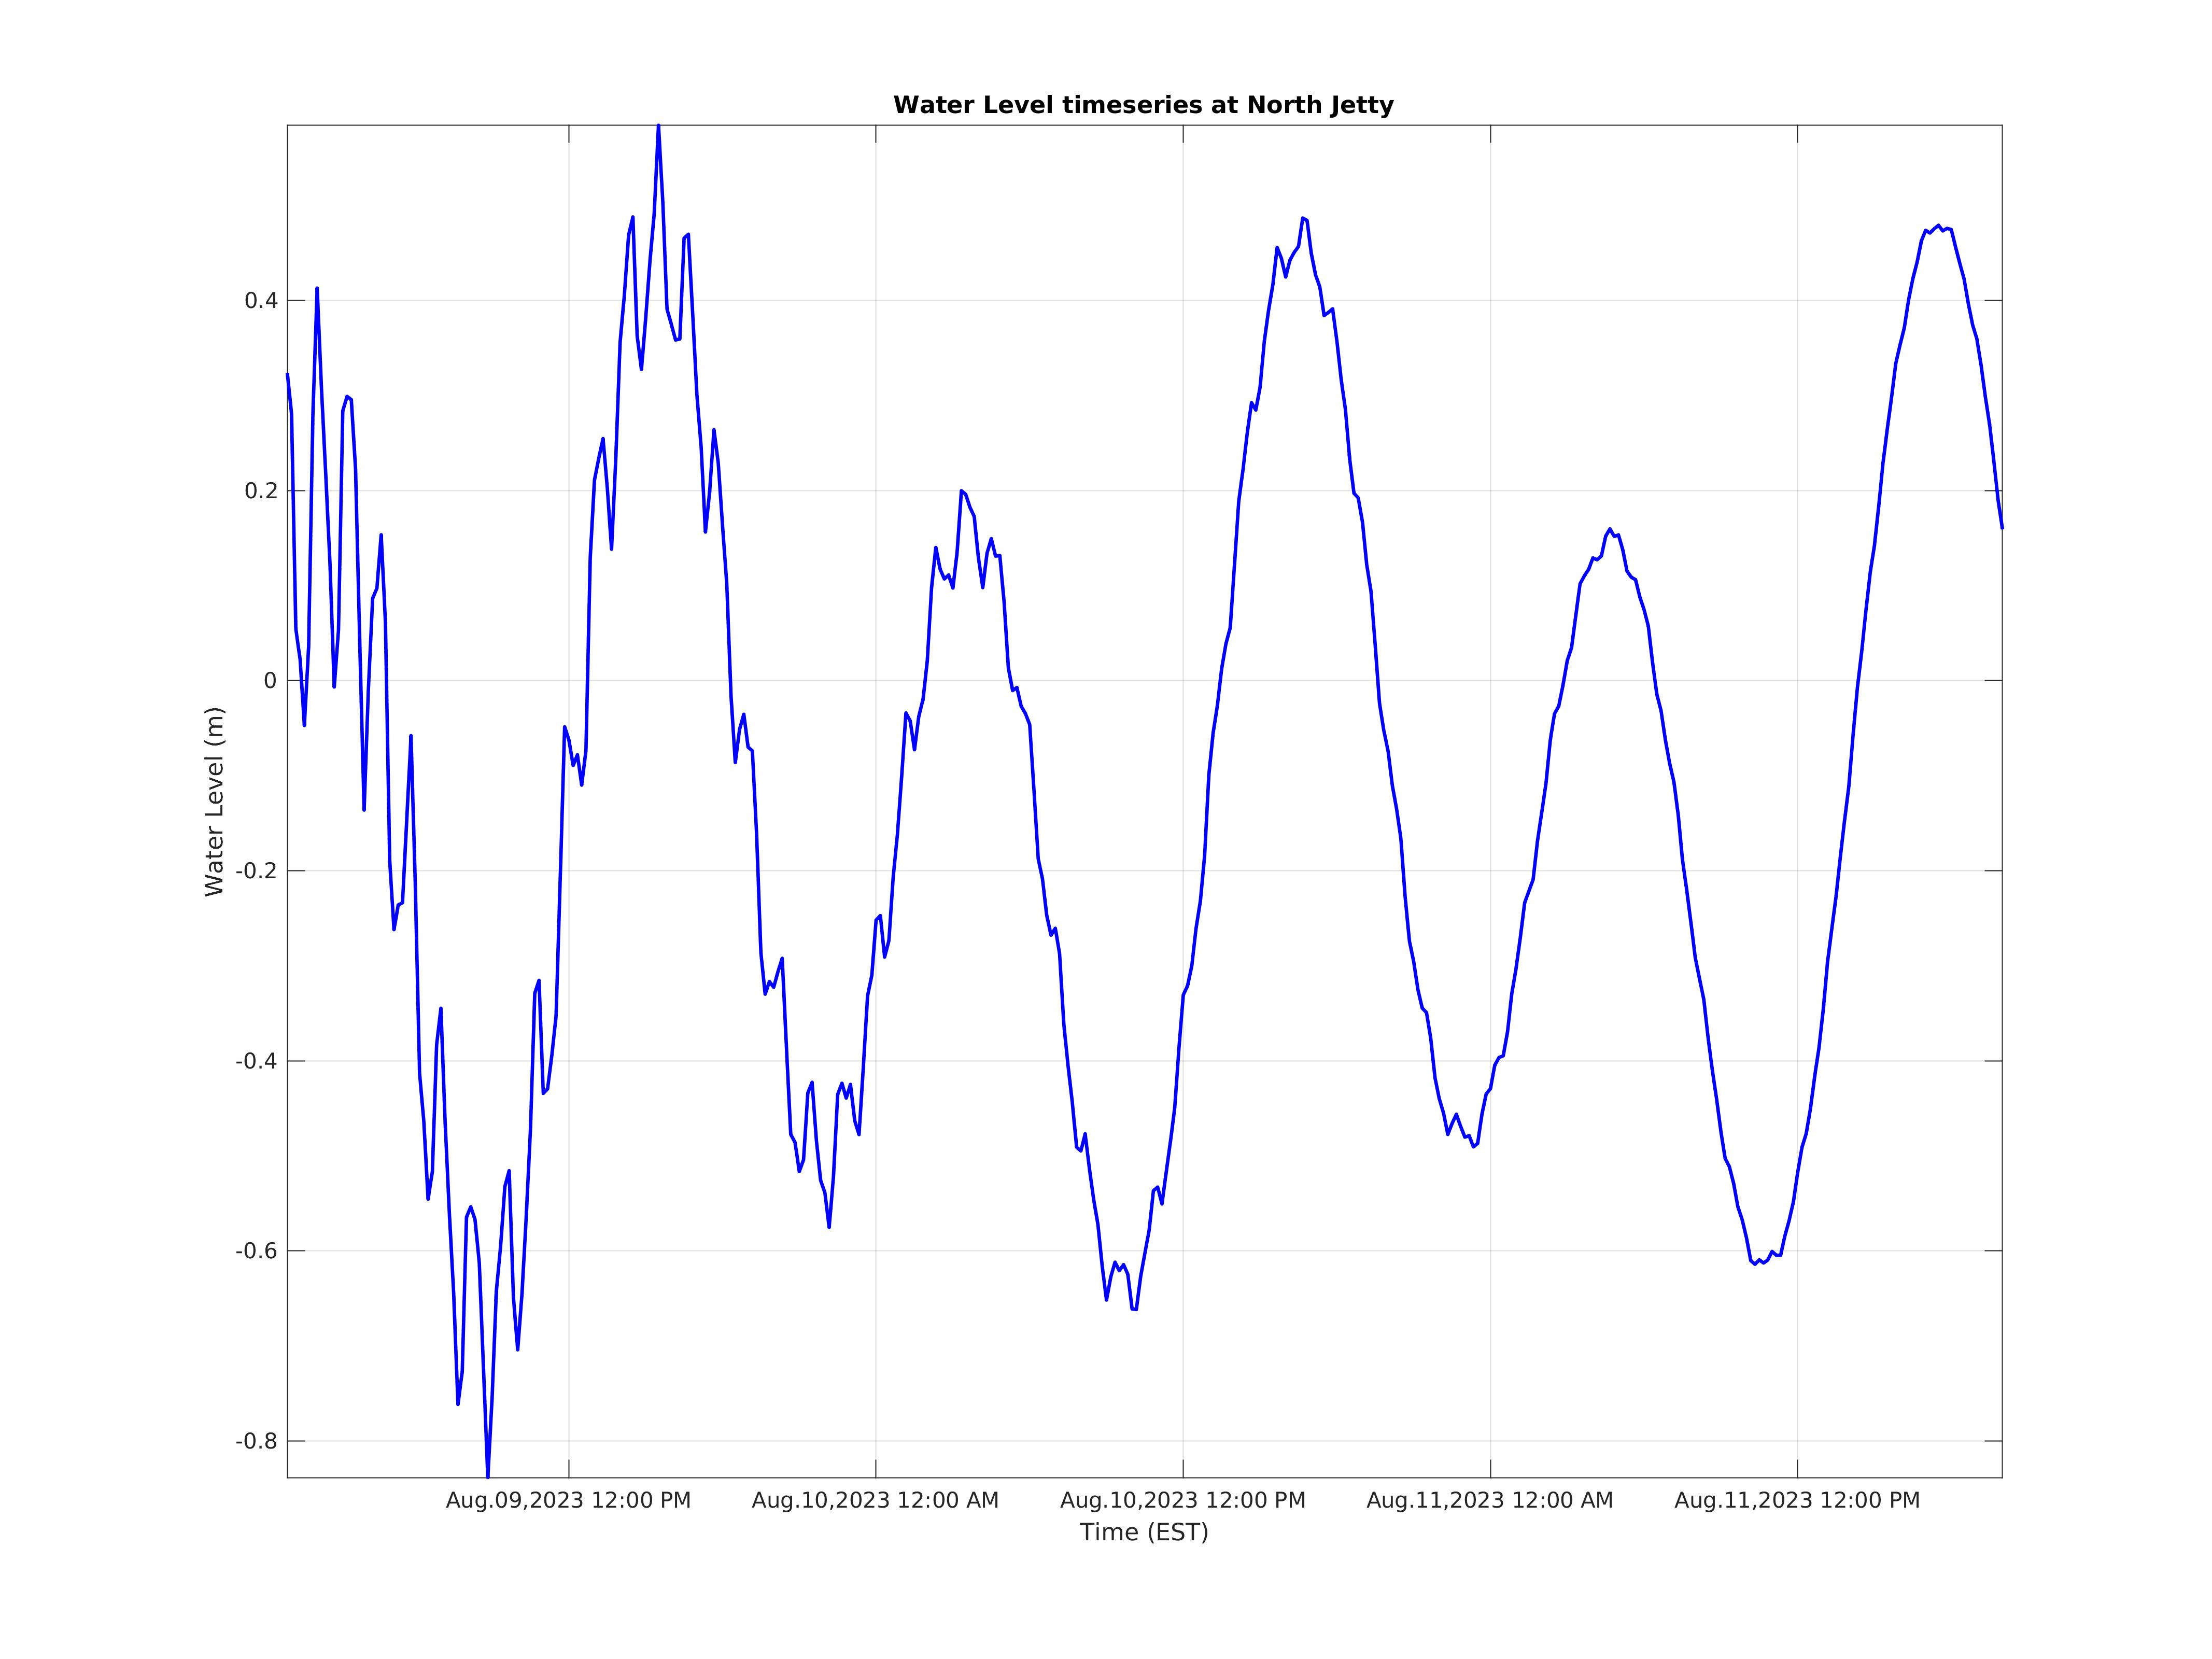 Water Level timeseries at North Jetty
0.4
0.2
0
-0.2
-0.4
-0.6
-0.8
Water Level (m)
Aug.09,2023 12:00 PM
Aug.10,2023 12:00 AM
Aug.10,2023 12:00 PM
Aug.11,2023 12:00 AM
Aug.11,2023 12:00 PM
Time (EST)